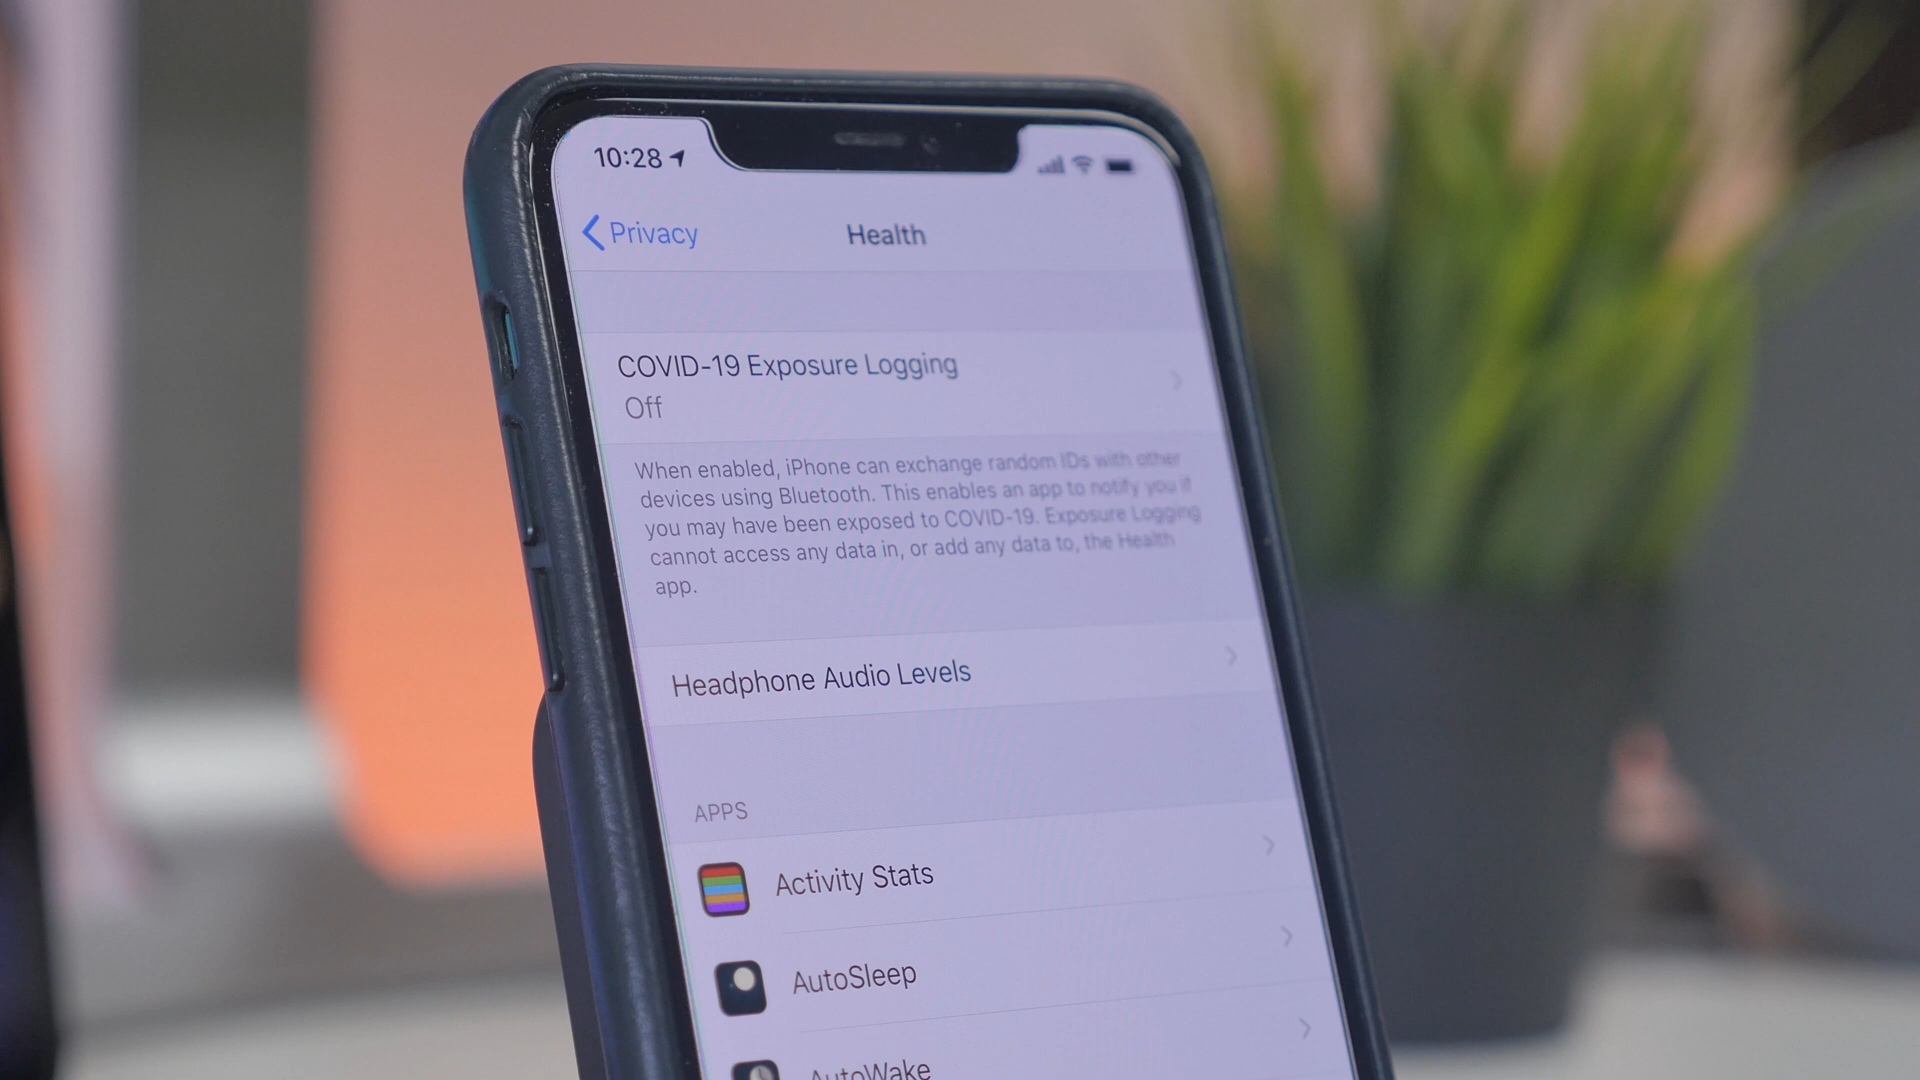 10:28
Privacy
Health
COVID-19 Exposure Logging
Off
When enabled, iPhone can exchange random IDs with other
devices using Bluetooth. This enables an app to notify you if
you may have been exposed to COVID-19. Exposure Logging
cannot access any data in, or add any data to, the Health
app.
Headphone Audio Levels
APPS
Activity Stats
AutoSleep
AutoWake